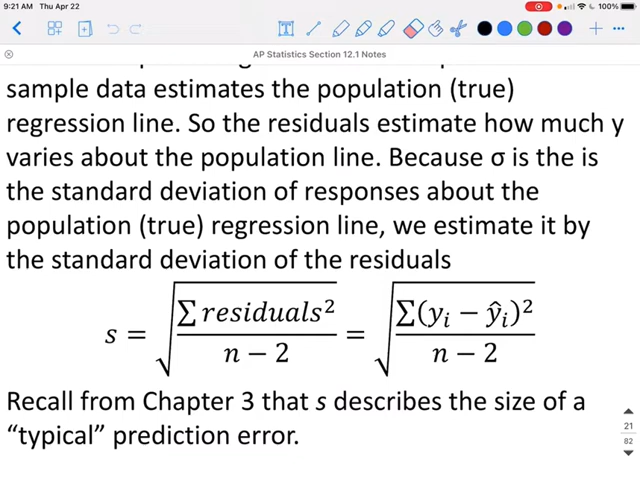 9:21 AM Thu Apr 22
100%
AP Statistics Section 12.1 Notes
sample data estimates the population (true)
regression line. So the residuals estimate how much y
varies about the population line. Because σ is the is
the standard deviation of responses about the
population (true) regression line, we estimate it by
the standard deviation of the residuals
s = √(∑ residuals² / (n − 2)) = √(∑(yᵢ − ŷᵢ)² / (n − 2))
Recall from Chapter 3 that s describes the size of a
“typical” prediction error.
21
82